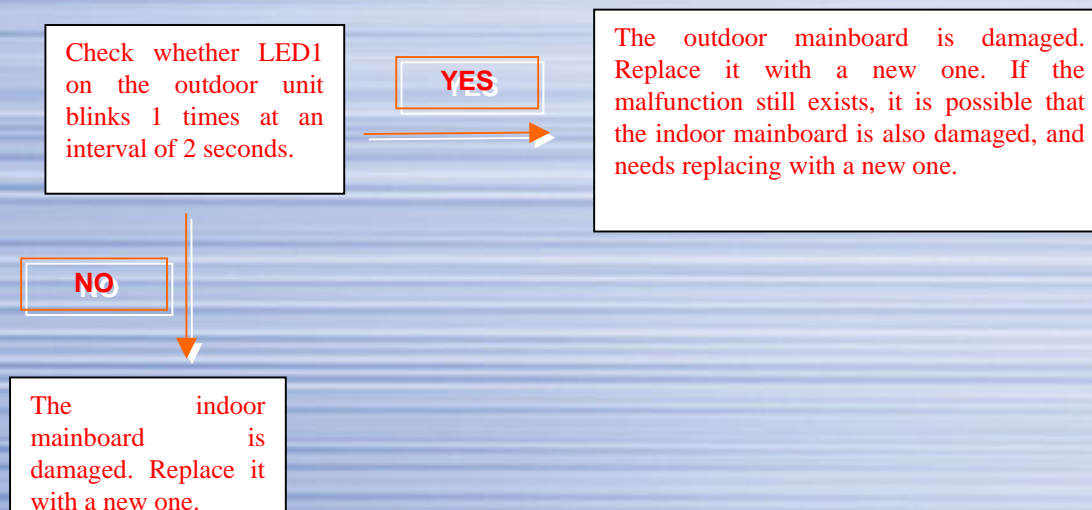 Check whether LED1
on the outdoor unit
blinks 1 times at an
interval of 2 seconds.
YES
The outdoor mainboard is damaged.
Replace it with a new one. If the
malfunction still exists, it is possible that
the indoor mainboard is also damaged, and
needs replacing with a new one.
NO
The indoor
mainboard is
damaged. Replace it
with a new one.